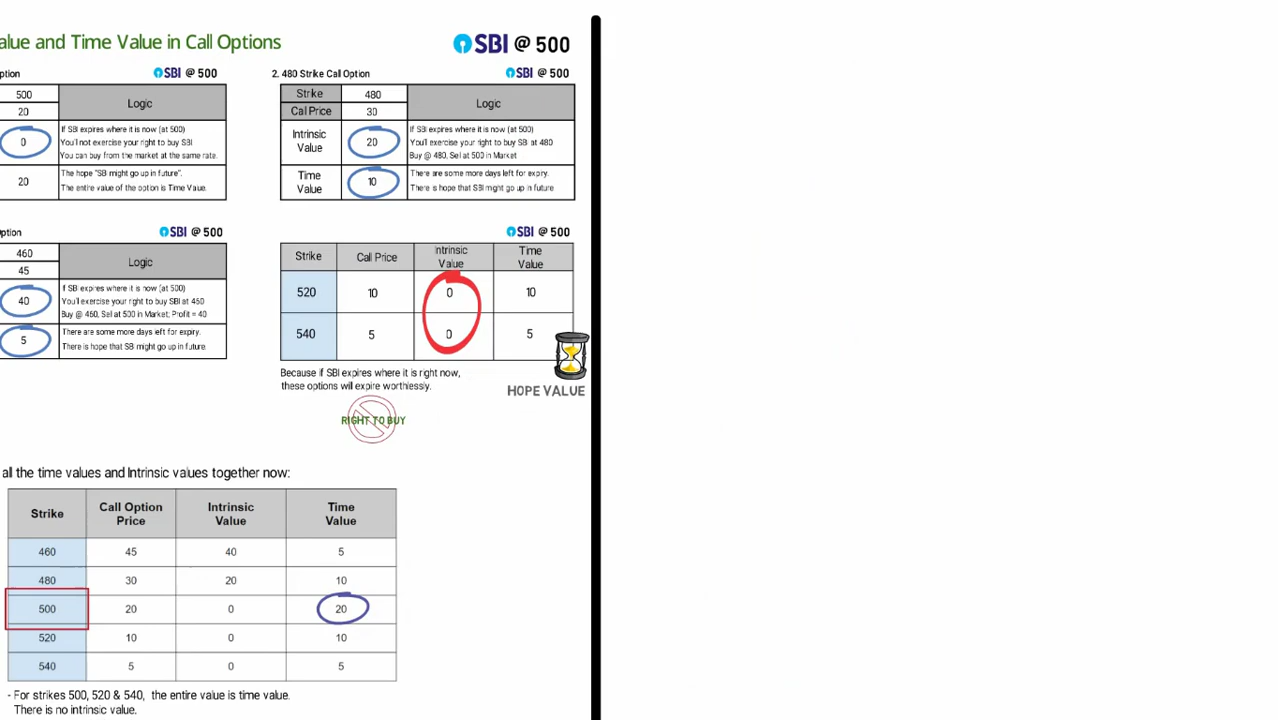 alue and Time Value in Call Options
SBI @ 500
ption
SBI @ 500
500
Logic
20
0
If SBI expires where it is now (at 500)
You'll not exercise your right to buy SBI
You can buy from the market at the same rate.
20
The hope "SBI might go up in future".
The entire value of the option is Time Value.
2. 480 Strike Call Option
SBI @ 500
Strike 480 Logic
Call Price 30
Intrinsic Value
20
If SBI expires where it is now (at 500)
You'll exercise your right to buy SBI at 480
Buy @ 480, Sell at 500 in Market
Time Value
10
There are some more days left for expiry.
There is hope that SBI might go up in future
ption
SBI @ 500
460
Logic
45
40
If SBI expires where it is now (at 500)
You'll exercise your right to buy SBI at 460
Buy @ 460, Sell at 500 in Market; Profit = 40
5
There are some more days left for expiry.
There is hope that SBI might go up in future.
SBI @ 500
Strike Call Price Intrinsic Value Time Value
520 10 0 10
540 5 0 5
Because if SBI expires where it is right now,
these options will expire worthlessly.
HOPE VALUE
RIGHT TO BUY
all the time values and Intrinsic values together now:
Strike Call Option Price Intrinsic Value Time Value
460 45 40 5
480 30 20 10
500 20 0 20
520 10 0 10
540 5 0 5
- For strikes 500, 520 & 540, the entire value is time value.
There is no intrinsic value.